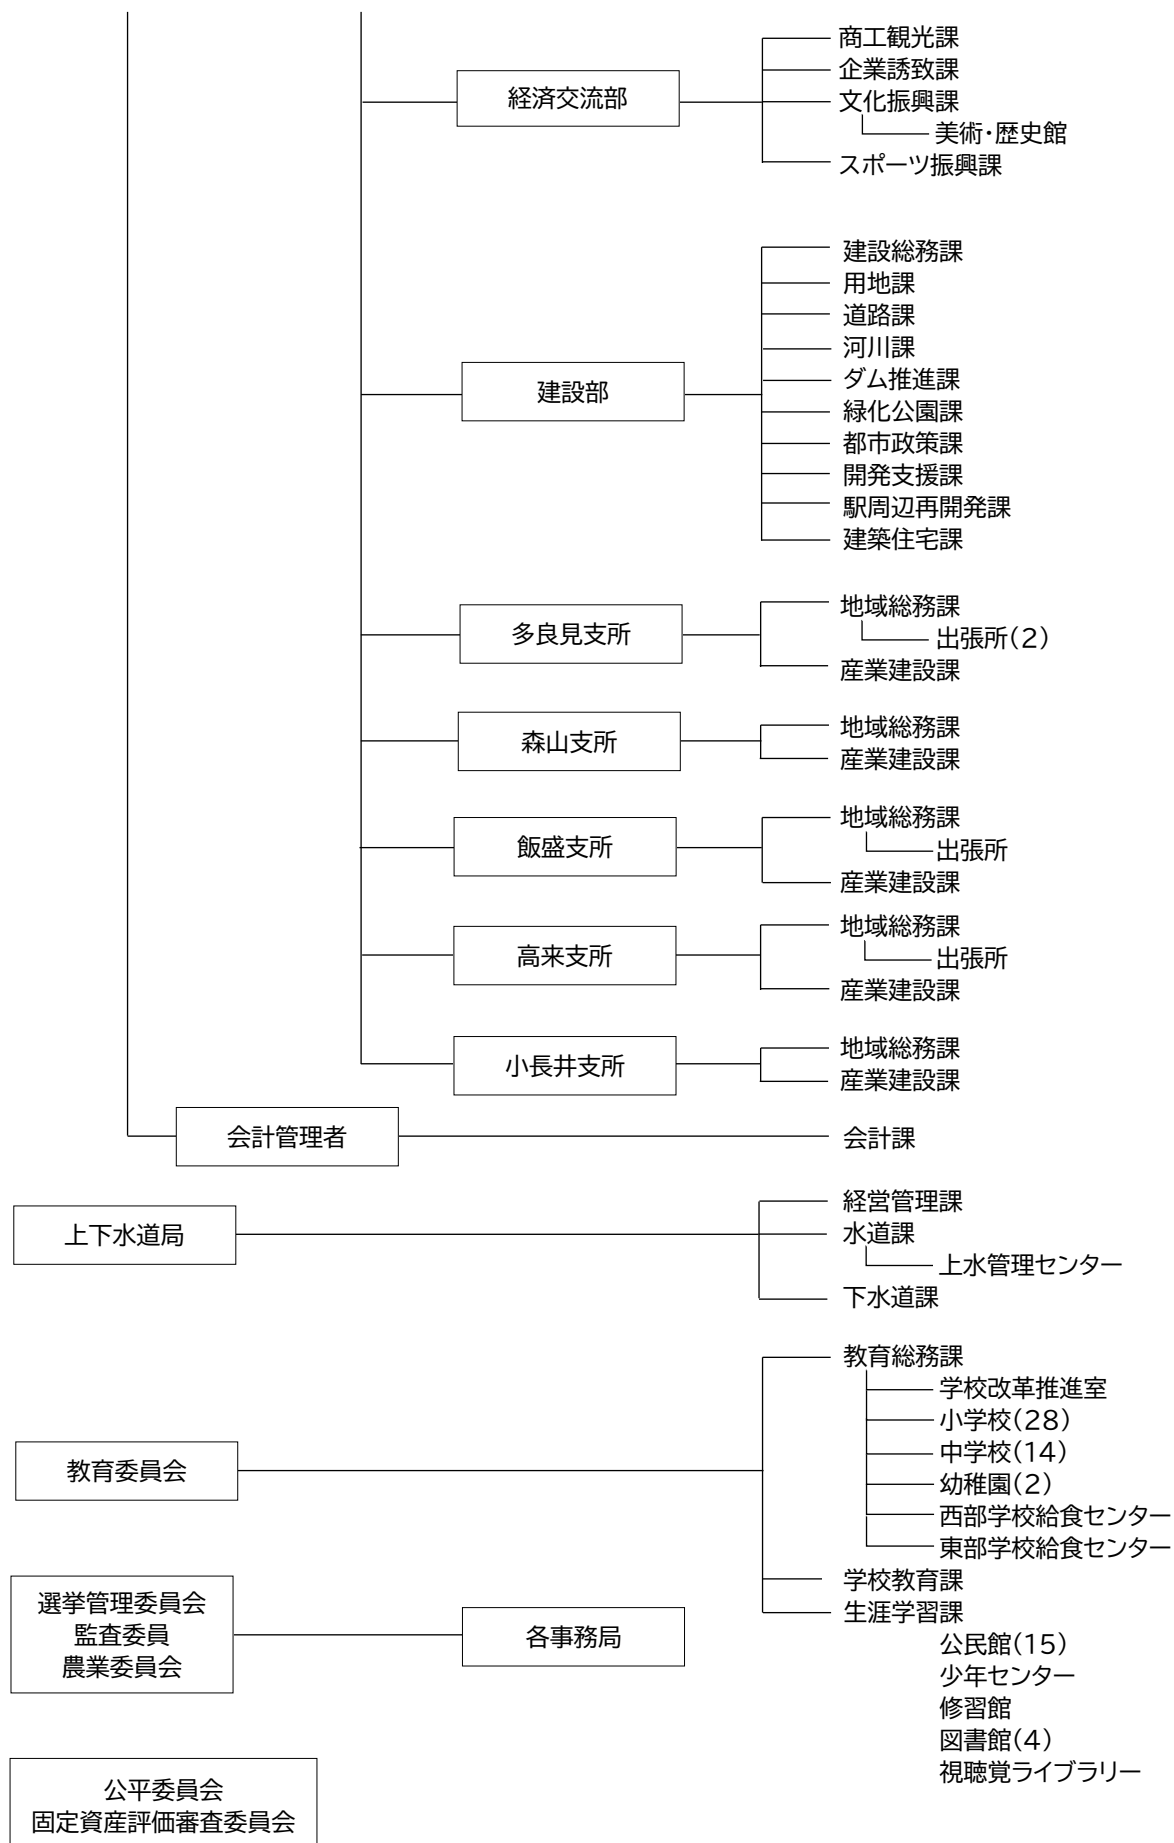 商工観光課
企業誘致課
経済交流部
文化振興課
美術・歴史館
スポーツ振興課
建設総務課
用地課
道路課
河川課
ダム推進課
建設部
緑化公園課
都市政策課
開発支援課
駅周辺再開発課
建築住宅課
地域総務課
多良見支所
出張所(2)
産業建設課
地域総務課
森山支所
産業建設課
地域総務課
飯盛支所
出張所
産業建設課
地域総務課
高来支所
出張所
産業建設課
地域総務課
小長井支所
産業建設課
会計管理者
会計課
経営管理課
上下水道局
水道課
上水管理センター
下水道課
教育総務課
学校改革推進室
小学校(28)
中学校(14)
教育委員会
幼稚園(2)
西部学校給食センター
東部学校給食センター
学校教育課
生涯学習課
公民館(15)
少年センター
修習館
図書館(4)
視聴覚ライブラリー
選挙管理委員会
監査委員
農業委員会
各事務局
公平委員会
固定資産評価審査委員会